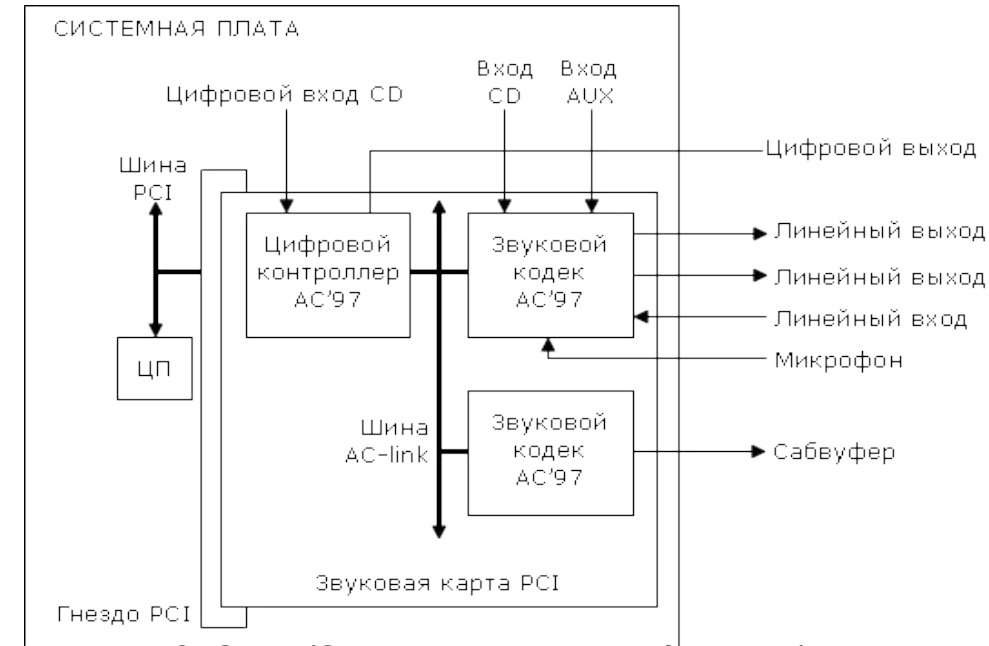 СИСТЕМНАЯ ПЛАТА
Вход
CD
Вход
AUX
Цифровой вход CD
Цифровой выход
Шина
PCI
Цифровой
контроллер
AC'97
Звуковой
кодек
AC'97
Линейный выход
Линейный выход
Линейный вход
Микрофон
ЦП
Шина
AC-link
Звуковой
кодек
AC'97
Сабвуфер
Звуковая карта PCI
Гнездо PCI